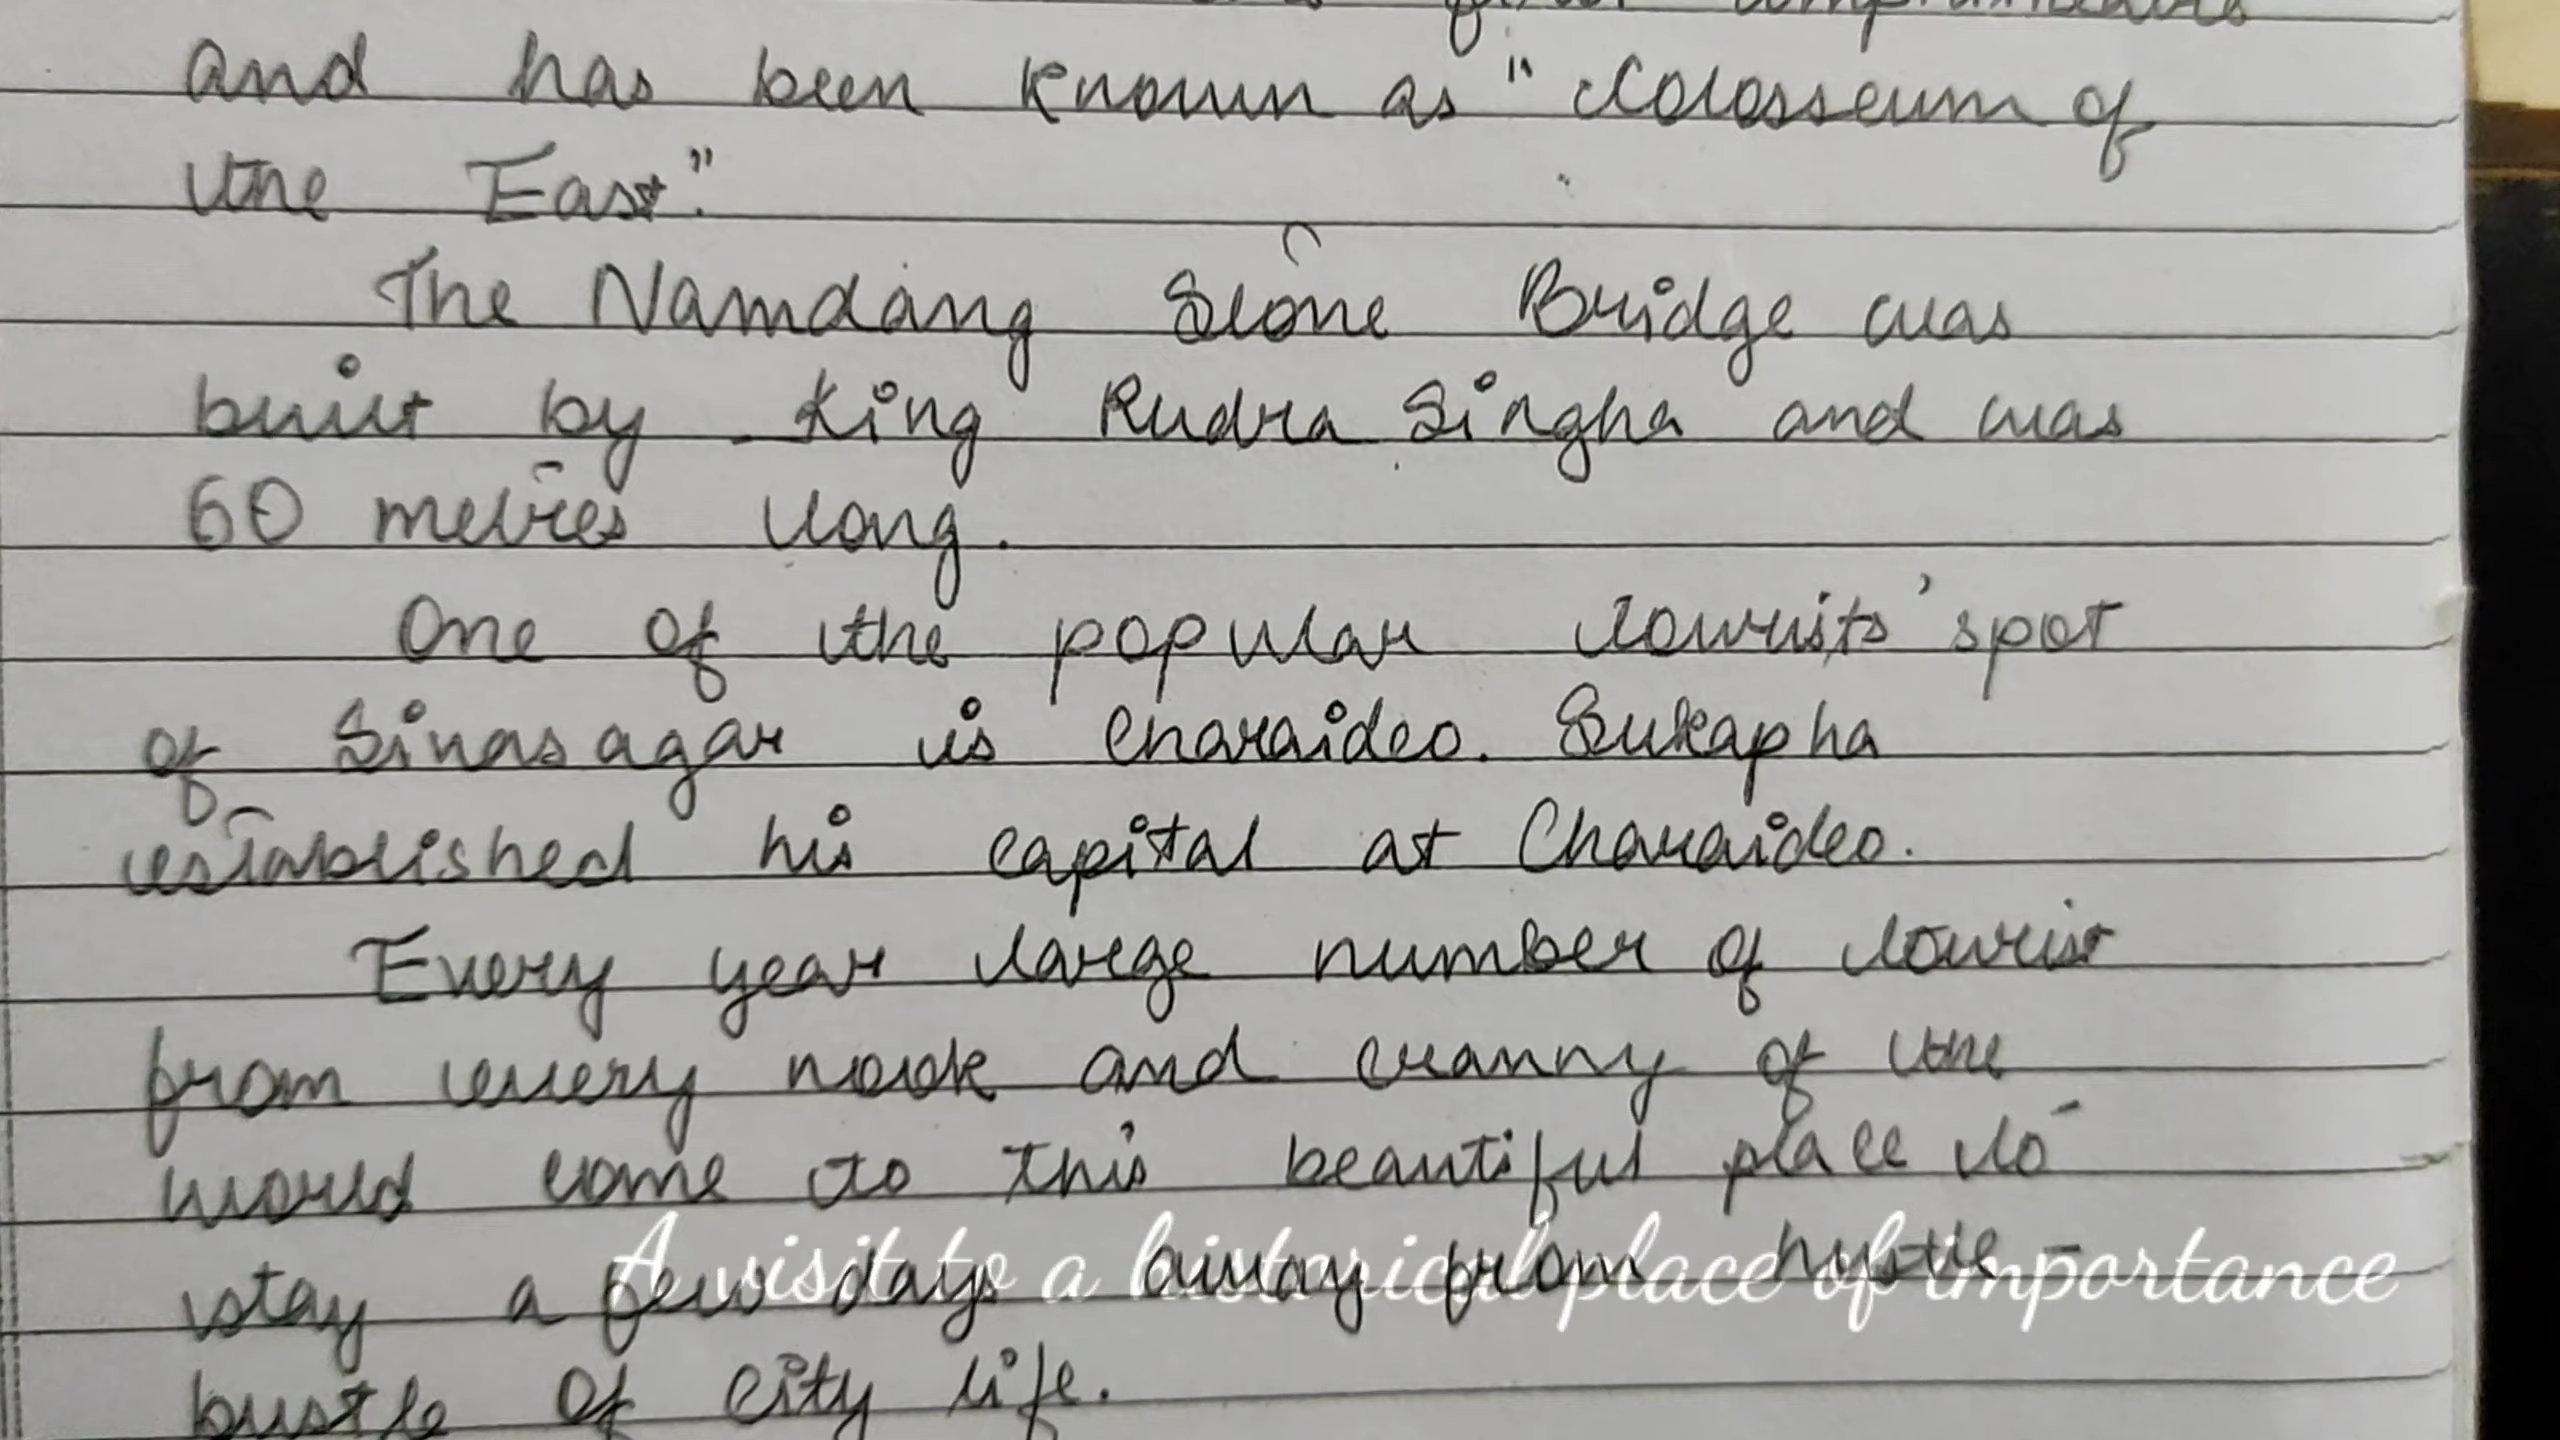 and has been known as "Colosseum of
the East".
The Namdang Stone Bridge was
built by King Rudra Singha and was
60 metres long.
One of the popular tourists' spot
of Sivasagar is Charaideo. Sukapha
established his capital at Charaideo.
Every year large number of tourist
from every nook and cranny of the
world come to this beautiful place to
stay a few days away from hustle -
A visit to a historical place of importance
bustle of city life.